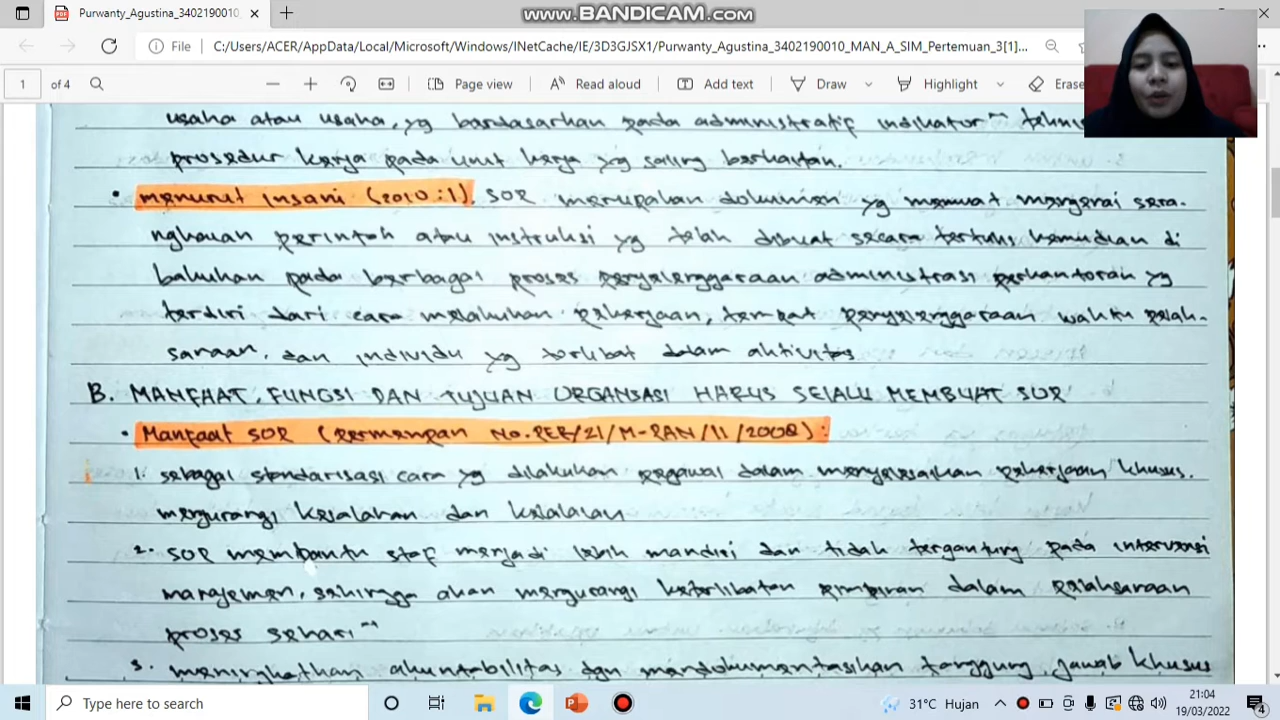 www.BANDICAM.com
Purwanty_Agustina_3402190010_
File C:/Users/ACER/AppData/Local/Microsoft/Windows/INetCache/IE/3D3GJSX1/Purwanty_Agustina_3402190010_MAN_A_SIM_Pertemuan_3[1]...
1 of 4 Page view Read aloud Add text Draw Highlight Erase
usaha atau usaha, yg berdasarkan pada administratif indikator"
prosedur kerja pada unit kerja yg saling berkaitan.
• menurut Insani (2010:1). SOP merupakan dokumen yg memuat mengenai sera-
ngkaian perintah atau instruksi yg telah dibuat secara tertulis kemudian di
bakukan pada berbagai proses penyelenggaraan administrasi perkantoran yg
terdiri dari cara melakukan pekerjaan, tempat penyelenggaraan waktu pelak-
sanaan, dan individu yg terlibat dalam aktivitas
B. MANFAAT, FUNGSI DAN TUJUAN ORGANSASI HARUS SELALU MEMBUAT SOP
• Manfaat SOP (Permenpan No.PER/21/M-PAN/11/2008):
1. sebagai standarisasi cara yg dilakukan pegawai dalam menyelesaikan pekerjaan khusus.
mengurangi kesalahan dan kelalaian
2. SOP membantu staf menjadi lebih mandiri dan tidak tergantung pada intervensi
manajemen, sehingga akan mengurangi keterlibatan pimpinan dalam pelaksanaan
proses sehari"
3. meningkatkan akuntabilitas dgn mendokumentasikan tanggung jawab khusus
Type here to search 31°C Hujan 21:04
19/03/2022
4